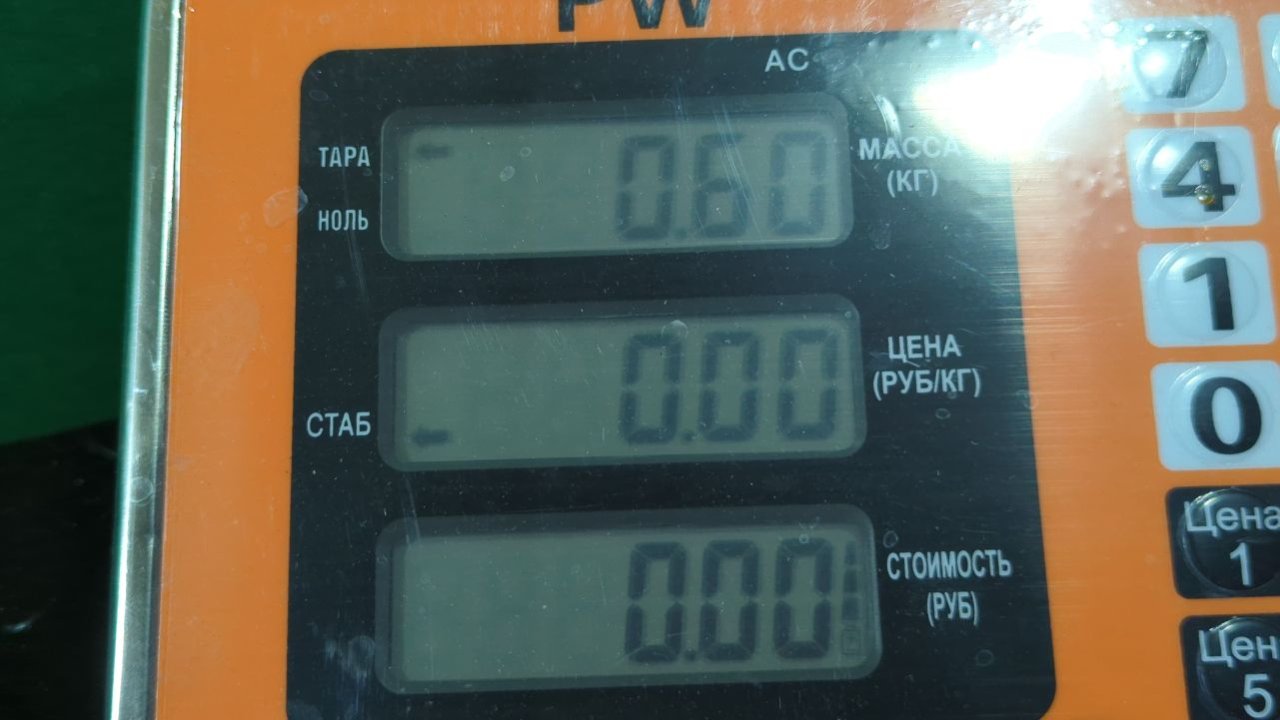 PW
AC
ТАРА
0.60
МАССА
(КГ)
НОЛЬ
0.00
ЦЕНА
(РУБ/КГ)
СТАБ
0.00
СТОИМОСТЬ
(РУБ)
7
4
1
0
Цена
1
5